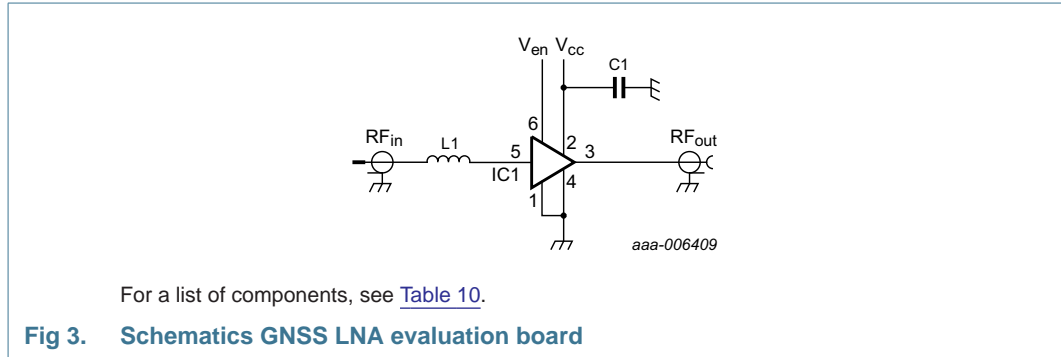 Ven Vcc
C1
6
RFin
L1
5
2
3
RFout
IC1
1
4
aaa-006409
For a list of components, see Table 10.
Fig 3. Schematics GNSS LNA evaluation board